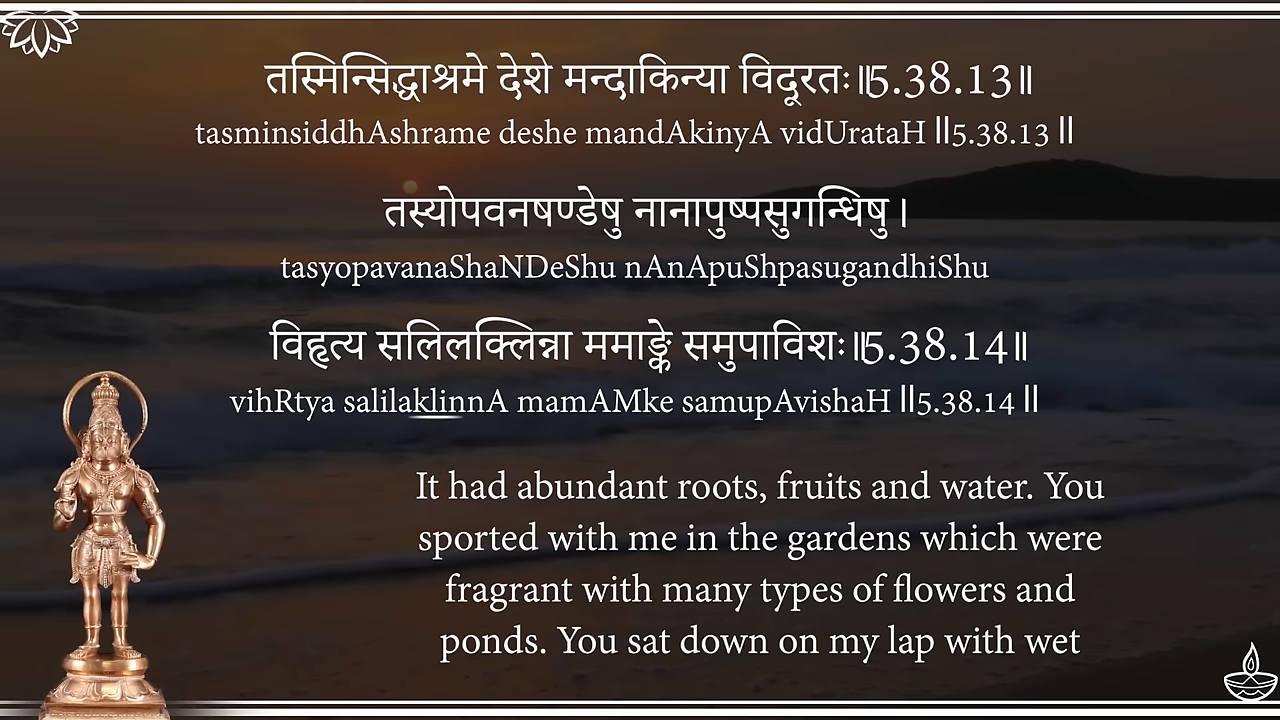 तस्मिन्सिद्धाश्रमे देशे मन्दाकिन्या विदूरतः॥5.38.13॥
tasminsiddhAshrame deshe mandAkinyA vidUrataH ॥5.38.13 ॥
तस्योपवनषण्डेषु नानापुष्पसुगन्धिषु।
tasyopavanaShaNDeShu nAnApuShpasugandhiShu
विहृत्य सलिलक्लिन्ना ममाङ्के समुपाविशः॥5.38.14॥
vihRtya salilaklinnA mamAMke samupAvishaH ॥5.38.14 ॥
It had abundant roots, fruits and water. You
sported with me in the gardens which were
fragrant with many types of flowers and
ponds. You sat down on my lap with wet